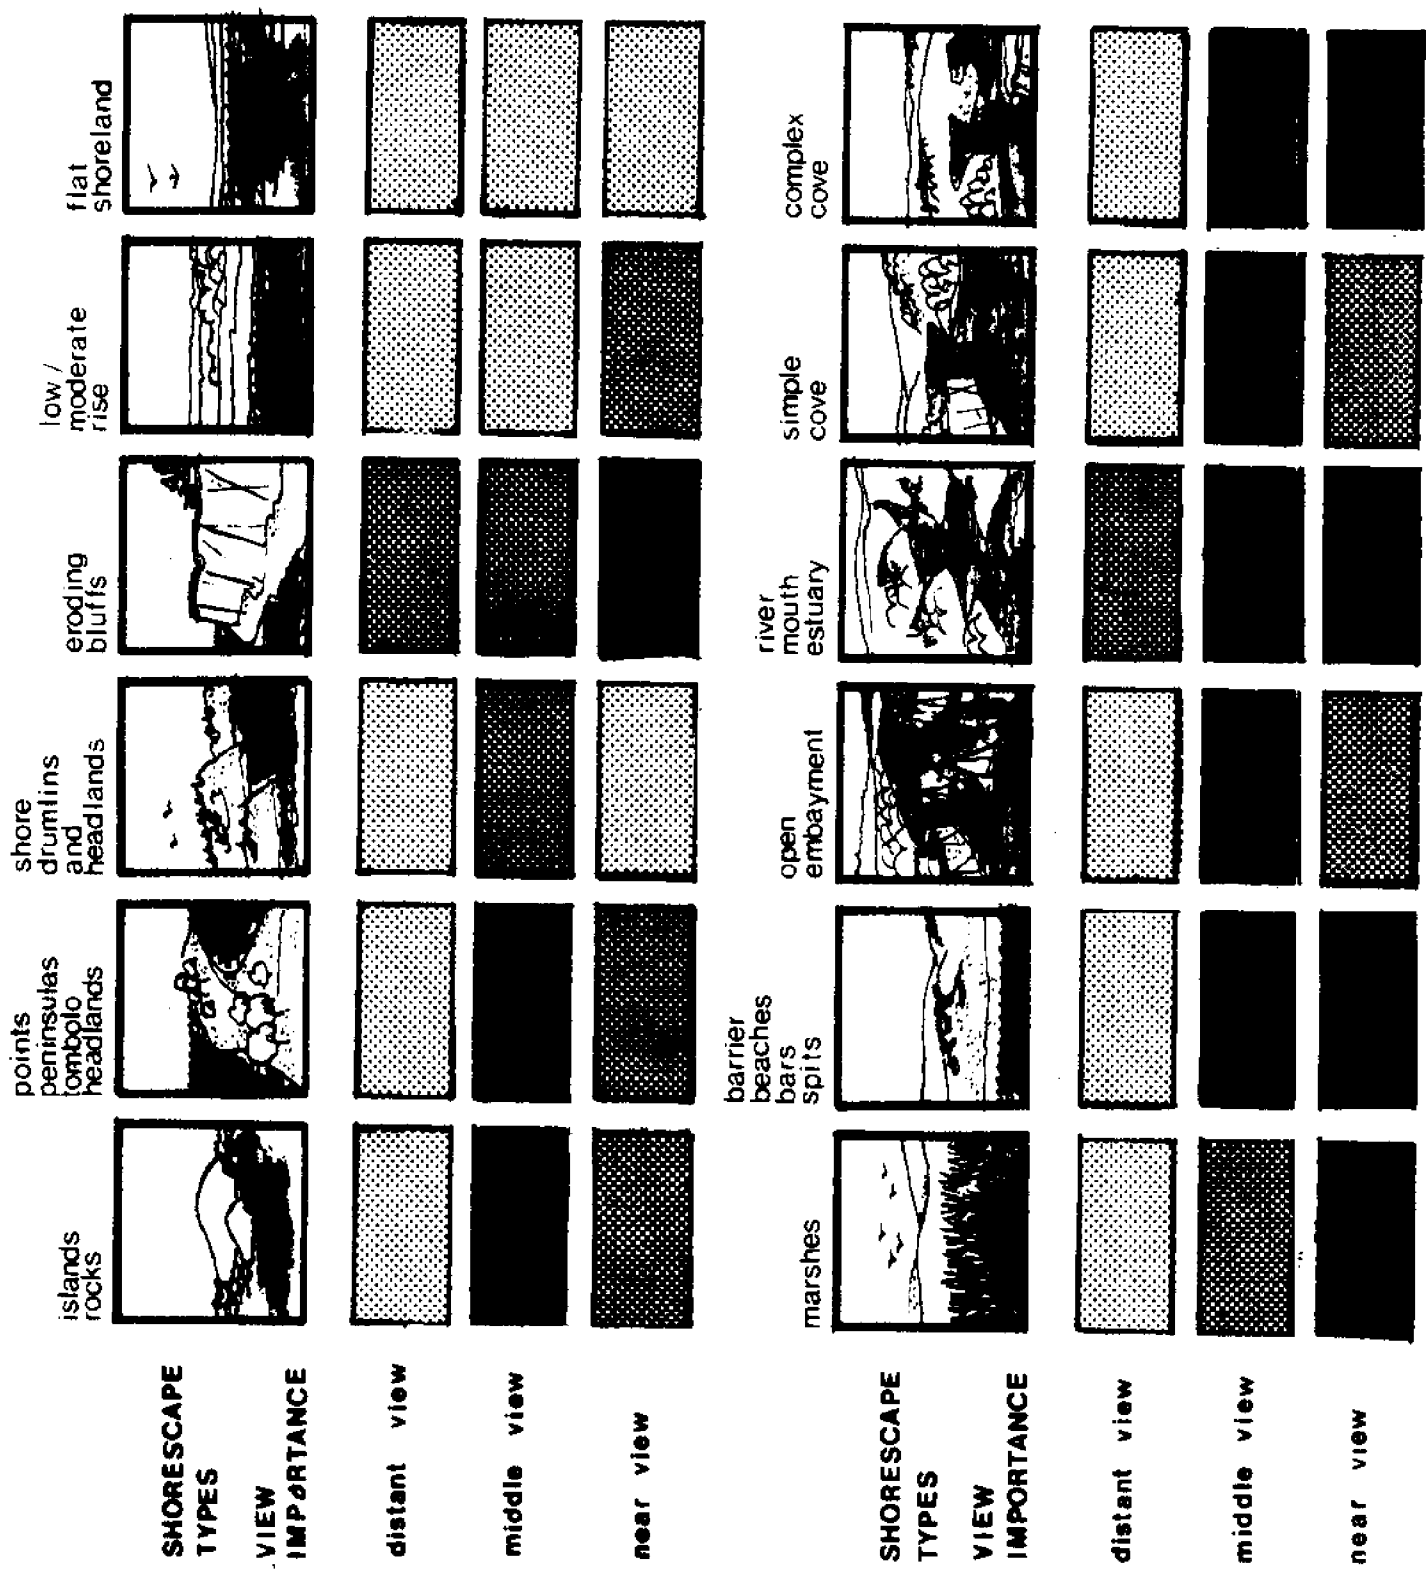 SHORESCAPE
TYPES
VIEW
IMPORTANCE
islands
rocks
points
peninsulas
tombolo
headlands
shore
drumlins
and
headlands
eroding
bluffs
low /
moderate
rise
flat
shoreland
distant view
middle view
near view
SHORESCAPE
TYPES
VIEW
IMPORTANCE
marshes
barrier
beaches
bars
spits
open
embayment
river
mouth
estuary
simple
cove
complex
cove
distant view
middle view
near view